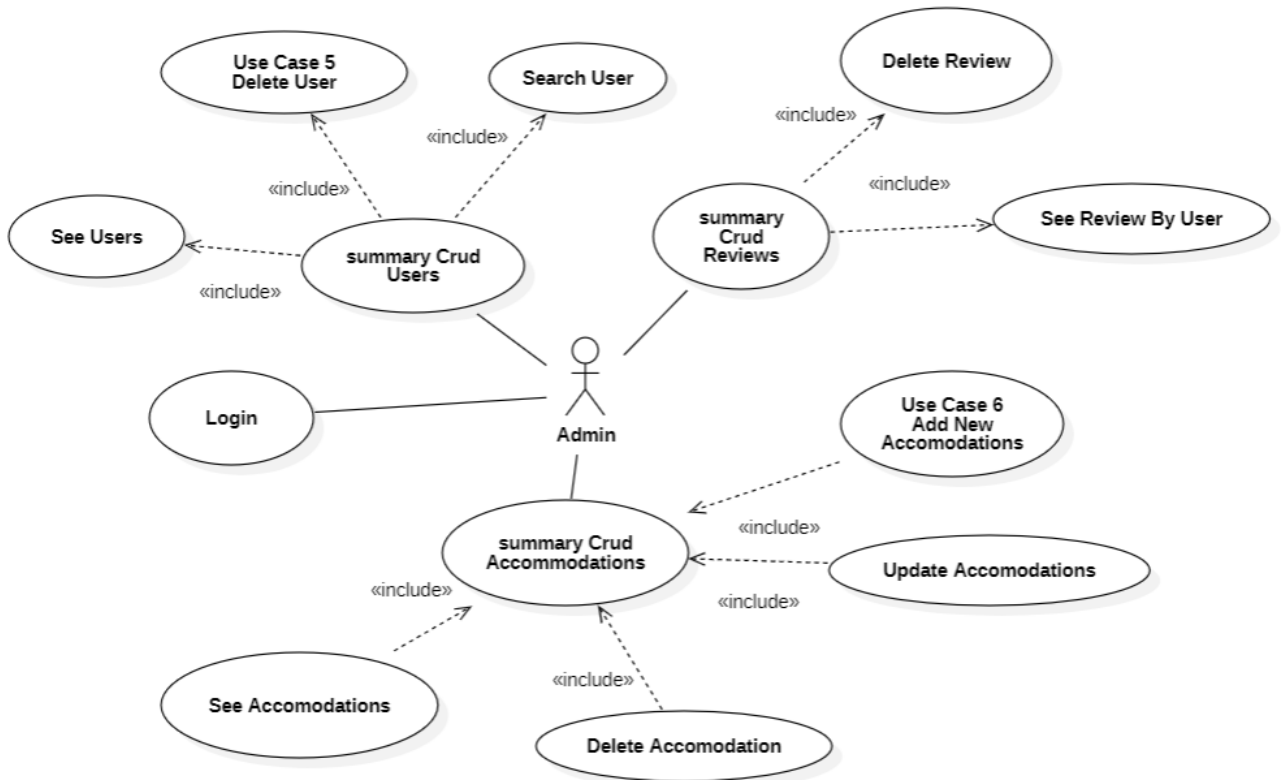 Use Case 5
Delete User
Search User
Delete Review
«include»
«include»
«include»
«include»
See Users
summary Crud
Users
summary
Crud
Reviews
See Review By User
«include»
Login
Admin
Use Case 6
Add New
Accomodations
«include»
summary Crud
Accommodations
Update Accomodations
«include»
«include»
See Accomodations
«include»
Delete Accomodation